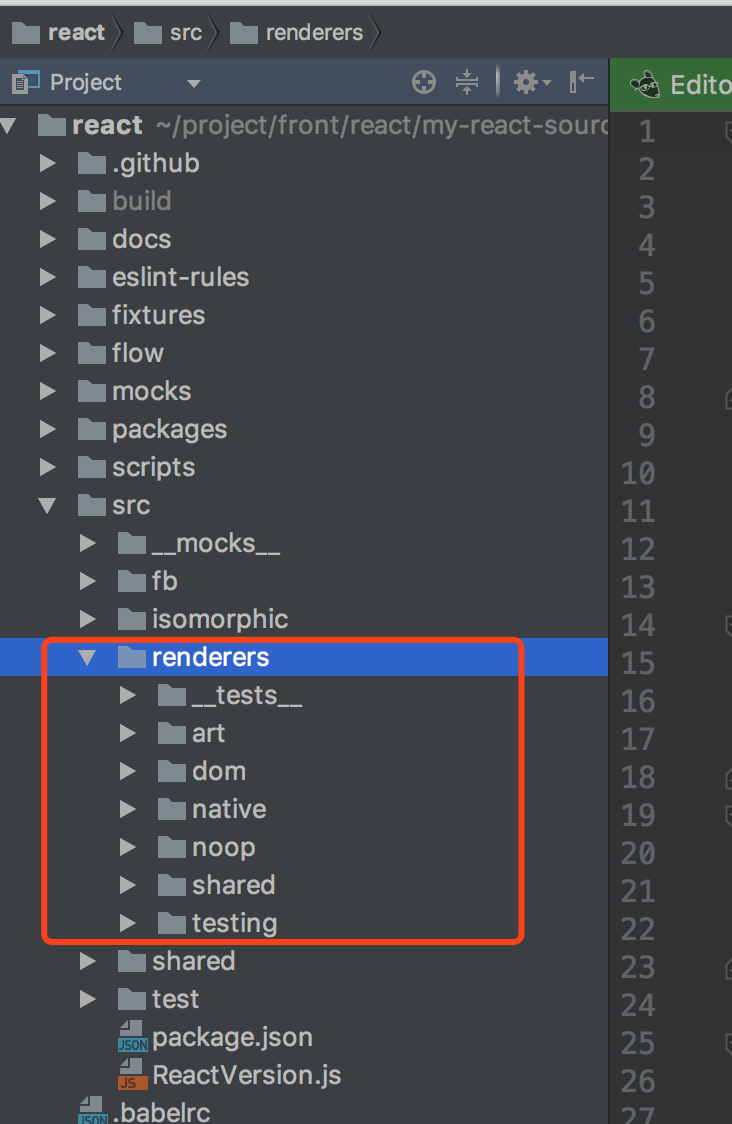 react src renderers
Project
Edito
react ~/project/front/react/my-react-sourc
.github
build
docs
eslint-rules
fixtures
flow
mocks
packages
scripts
src
__mocks__
fb
isomorphic
renderers
__tests__
art
dom
native
noop
shared
testing
shared
test
JSON package.json
JS ReactVersion.js
JSON .babelrc
1
2
3
4
5
6
7
8
9
10
11
12
13
14
15
16
17
18
19
20
21
22
23
24
25
26
27